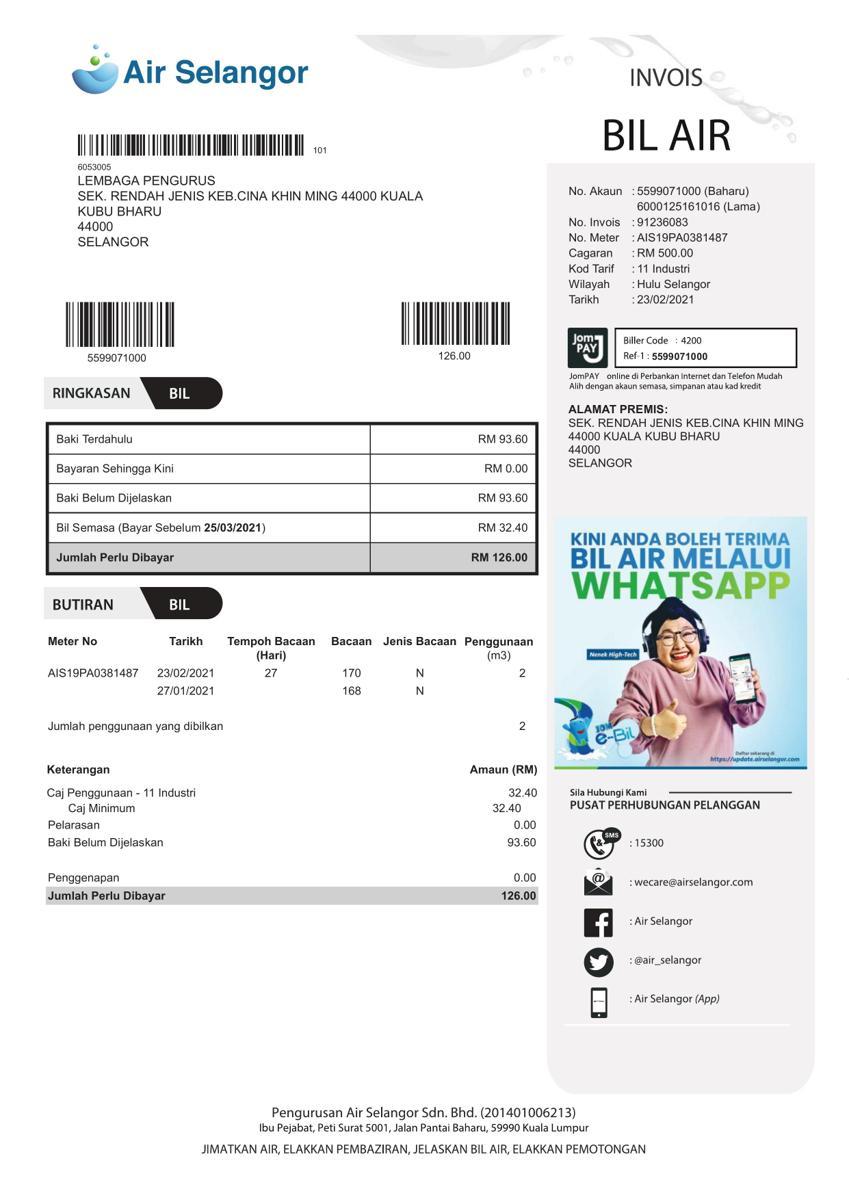 Air Selangor
INVOIS
BIL AIR
101
6053005
LEMBAGA PENGURUS
SEK. RENDAH JENIS KEB.CINA KHIN MING 44000 KUALA
KUBU BHARU
44000
SELANGOR
5599071000
126.00
No. Akaun : 5599071000 (Baharu)
6000125161016 (Lama)
No. Invois : 91236083
No. Meter : AIS19PA0381487
Cagaran : RM 500.00
Kod Tarif : 11 Industri
Wilayah : Hulu Selangor
Tarikh : 23/02/2021
Jom PAY
Biller Code : 4200
Ref-1 : 5599071000
JomPAY online di Perbankan Internet dan Telefon Mudah
Alih dengan akaun semasa, simpanan atau kad kredit
ALAMAT PREMIS:
SEK. RENDAH JENIS KEB.CINA KHIN MING
44000 KUALA KUBU BHARU
44000
SELANGOR
RINGKASAN BIL
Baki Terdahulu RM 93.60
Bayaran Sehingga Kini RM 0.00
Baki Belum Dijelaskan RM 93.60
Bil Semasa (Bayar Sebelum 25/03/2021) RM 32.40
Jumlah Perlu Dibayar RM 126.00
BUTIRAN BIL
Meter No Tarikh Tempoh Bacaan Bacaan Jenis Bacaan Penggunaan
(Hari) (m3)
AIS19PA0381487 23/02/2021 27 170 N 2
27/01/2021 168 N
Jumlah penggunaan yang dibilkan 2
Keterangan Amaun (RM)
Caj Penggunaan - 11 Industri 32.40
Caj Minimum 32.40
Pelarasan 0.00
Baki Belum Dijelaskan 93.60
Penggenapan 0.00
Jumlah Perlu Dibayar 126.00
KINI ANDA BOLEH TERIMA
BIL AIR MELALUI
WHATSAPP
Nenek High-Tech
JOM
e-Bil
Daftar sekarang di
https://update.airselangor.com
Sila Hubungi Kami
PUSAT PERHUBUNGAN PELANGGAN
SMS
&
: 15300
@
: wecare@airselangor.com
: Air Selangor
: @air_selangor
: Air Selangor (App)
Pengurusan Air Selangor Sdn. Bhd. (201401006213)
Ibu Pejabat, Peti Surat 5001, Jalan Pantai Baharu, 59990 Kuala Lumpur
JIMATKAN AIR, ELAKKAN PEMBAZIRAN, JELASKAN BIL AIR, ELAKKAN PEMOTONGAN